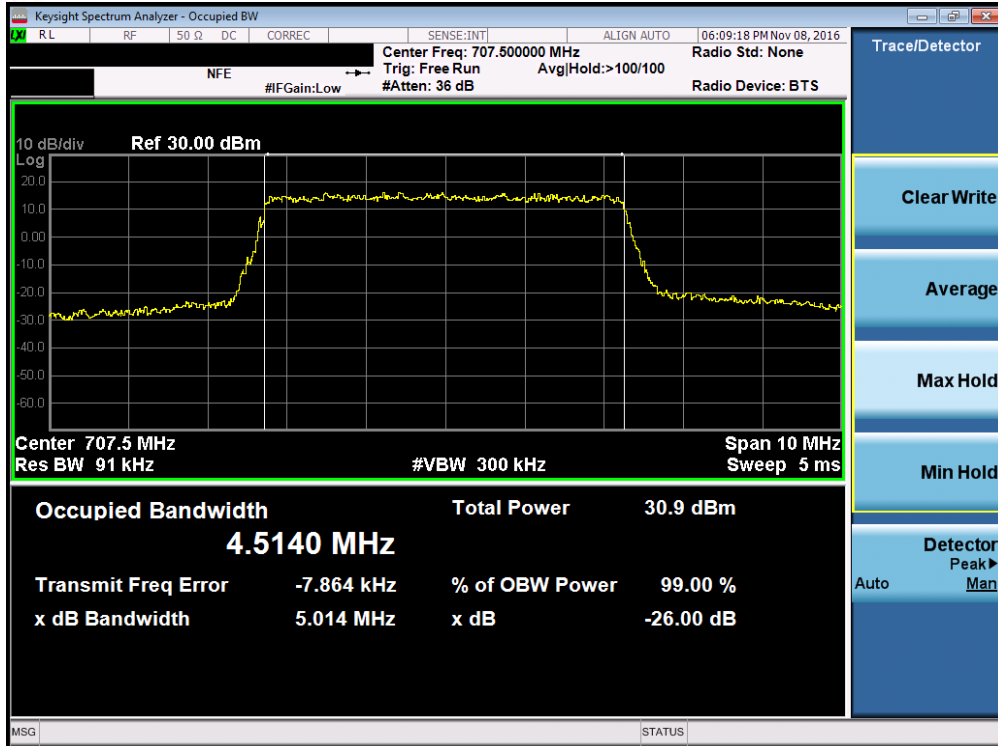 Keysight Spectrum Analyzer - Occupied BW
LXI RL RF 50 Ω DC CORREC SENSE:INT ALIGN AUTO 06:09:18 PM Nov 08, 2016
Center Freq: 707.500000 MHz Radio Std: None
NFE Trig: Free Run Avg|Hold:>100/100
#IFGain:Low #Atten: 36 dB Radio Device: BTS
10 dB/div Ref 30.00 dBm
Log
20.0
10.0
0.00
-10.0
-20.0
-30.0
-40.0
-50.0
-60.0
Center 707.5 MHz Span 10 MHz
Res BW 91 kHz #VBW 300 kHz Sweep 5 ms
Occupied Bandwidth Total Power 30.9 dBm
4.5140 MHz
Transmit Freq Error -7.864 kHz % of OBW Power 99.00 %
x dB Bandwidth 5.014 MHz x dB -26.00 dB
MSG STATUS
Trace/Detector
Clear Write
Average
Max Hold
Min Hold
Detector
Peak▶
Auto Man